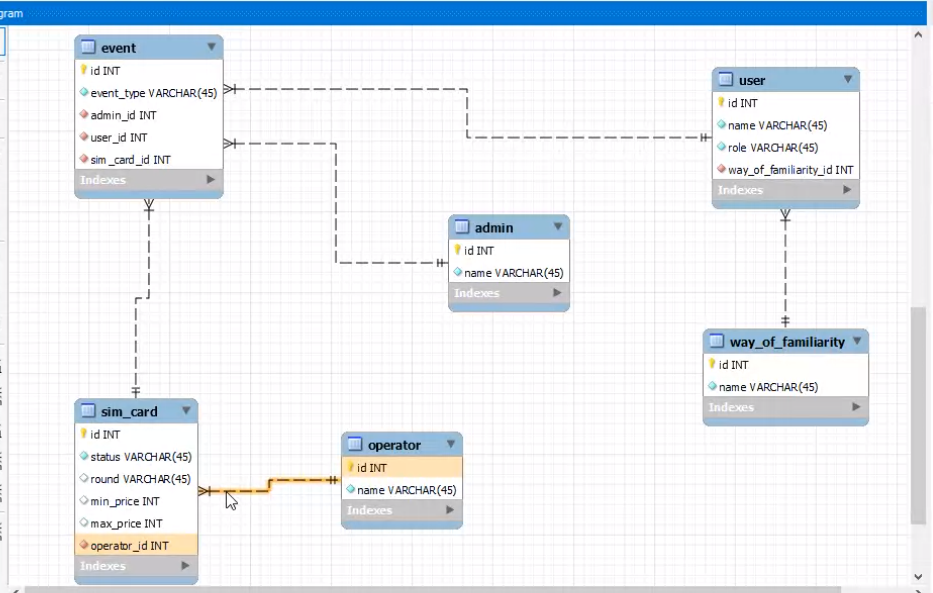 gram
event
id INT
event_type VARCHAR(45)
admin_id INT
user_id INT
sim_card_id INT
Indexes
user
id INT
name VARCHAR(45)
role VARCHAR(45)
way_of_familiarity_id INT
Indexes
admin
id INT
name VARCHAR(45)
Indexes
way_of_familiarity
id INT
name VARCHAR(45)
Indexes
sim_card
id INT
status VARCHAR(45)
round VARCHAR(45)
min_price INT
max_price INT
operator_id INT
Indexes
operator
id INT
name VARCHAR(45)
Indexes